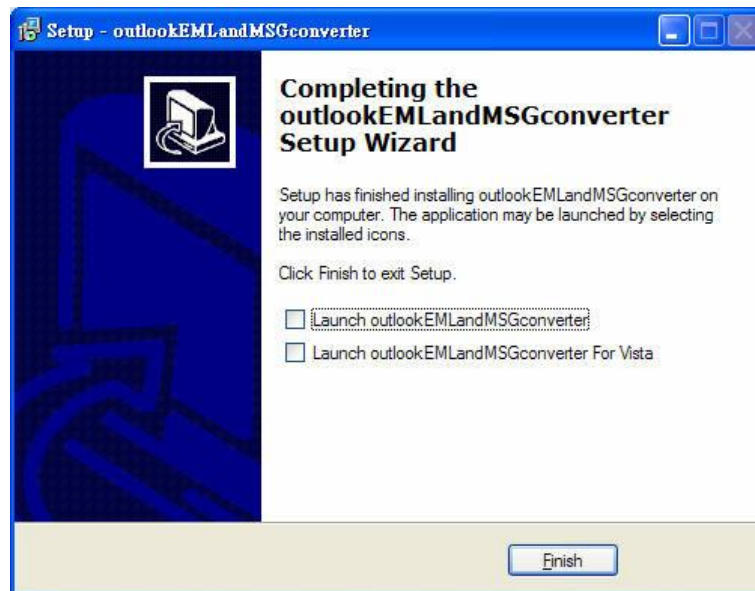 Setup - outlookEMLandMSGconverter
Completing the
outlookEMLandMSGconverter
Setup Wizard
Setup has finished installing outlookEMLandMSGconverter on
your computer. The application may be launched by selecting
the installed icons.
Click Finish to exit Setup.
Launch outlookEMLandMSGconverter
Launch outlookEMLandMSGconverter For Vista
Finish